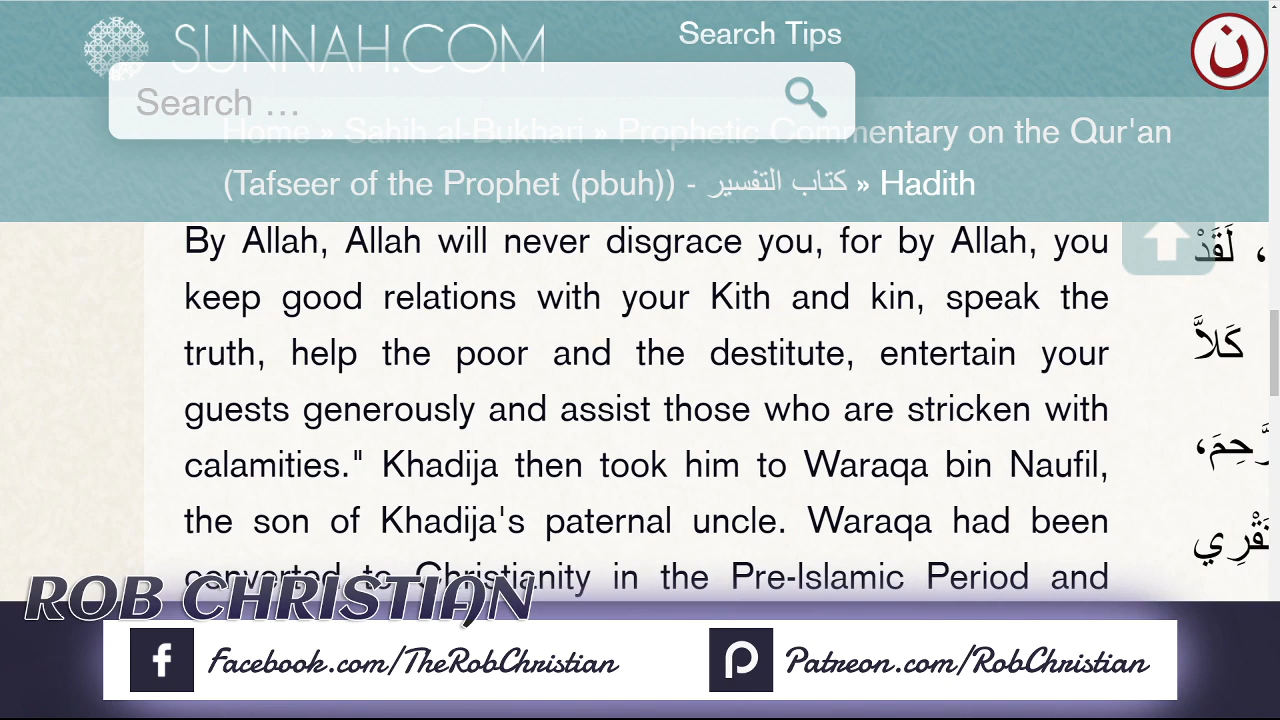 SUNNAH.COM
Search Tips
ن
Search ...
Home » Sahih al-Bukhari » Prophetic Commentary on the Qur'an
(Tafseer of the Prophet (pbuh)) - كتاب التفسير » Hadith
By Allah, Allah will never disgrace you, for by Allah, you
keep good relations with your Kith and kin, speak the
truth, help the poor and the destitute, entertain your
guests generously and assist those who are stricken with
calamities." Khadija then took him to Waraqa bin Naufil,
the son of Khadija's paternal uncle. Waraqa had been
converted to Christianity in the Pre-Islamic Period and
، لَقَدْ
كَلاَّ
ROB CHRISTIAN
Facebook.com/TheRobChristian
Patreon.com/RobChristian